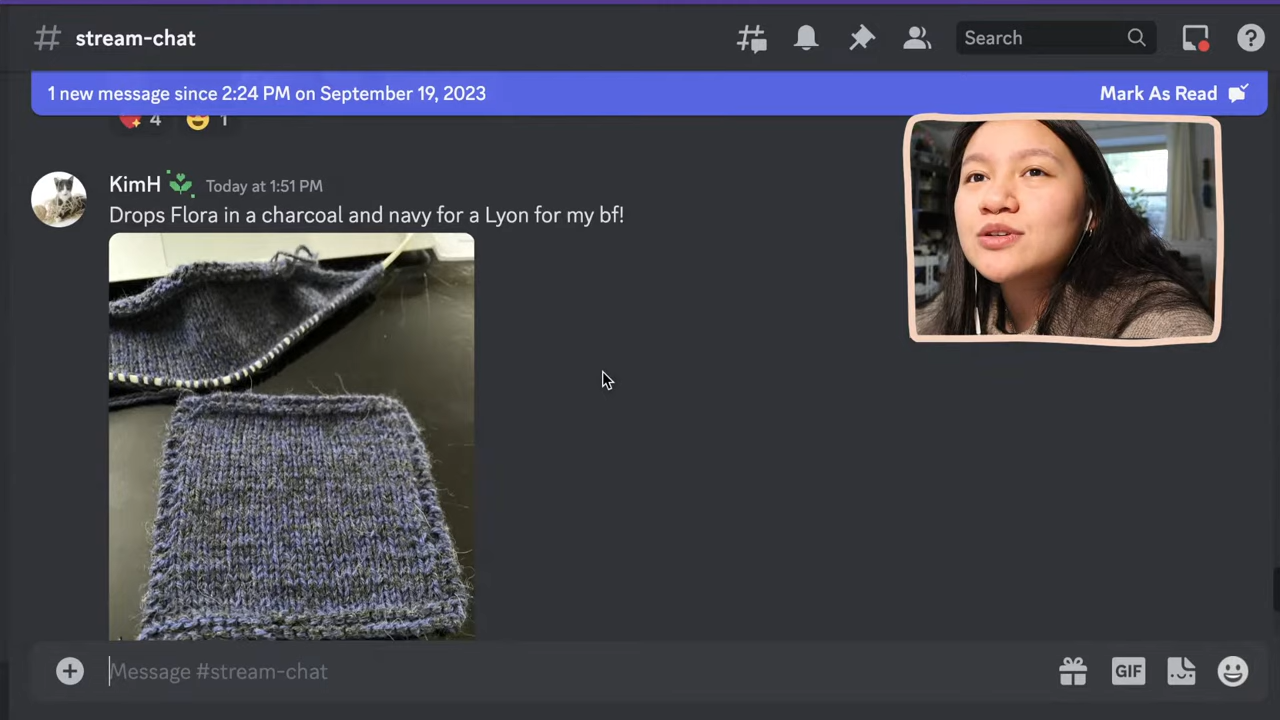 stream-chat
Search
1 new message since 2:24 PM on September 19, 2023
Mark As Read
4 1
KimH Today at 1:51 PM
Drops Flora in a charcoal and navy for a Lyon for my bf!
Message #stream-chat
GIF